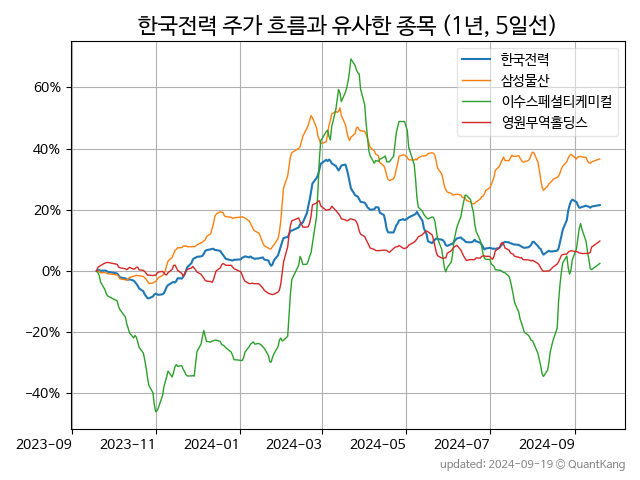 한국전력 주가 흐름과 유사한 종목 (1년, 5일선)
한국전력
삼성물산
이수스페셜티케미컬
영원무역홀딩스
60%
40%
20%
0%
−20%
−40%
2023-09 2023-11 2024-01 2024-03 2024-05 2024-07 2024-09
updated: 2024-09-19 © QuantKang